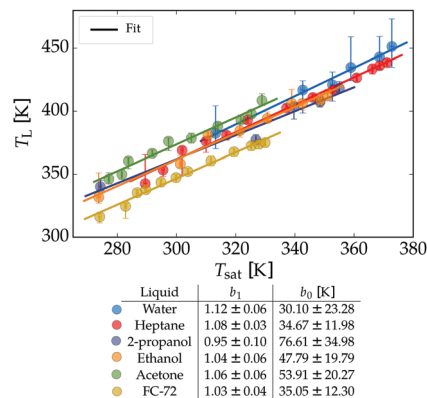 Fit
450
400
350
300
280
300
320
340
360
380
T_L [K]
T_sat [K]
Liquid b_1 b_0 [K]
Water 1.12 ± 0.06 30.10 ± 23.28
Heptane 1.08 ± 0.03 34.67 ± 11.98
2-propanol 0.95 ± 0.10 76.61 ± 34.98
Ethanol 1.04 ± 0.06 47.79 ± 19.79
Acetone 1.06 ± 0.06 53.91 ± 20.27
FC-72 1.03 ± 0.04 35.05 ± 12.30